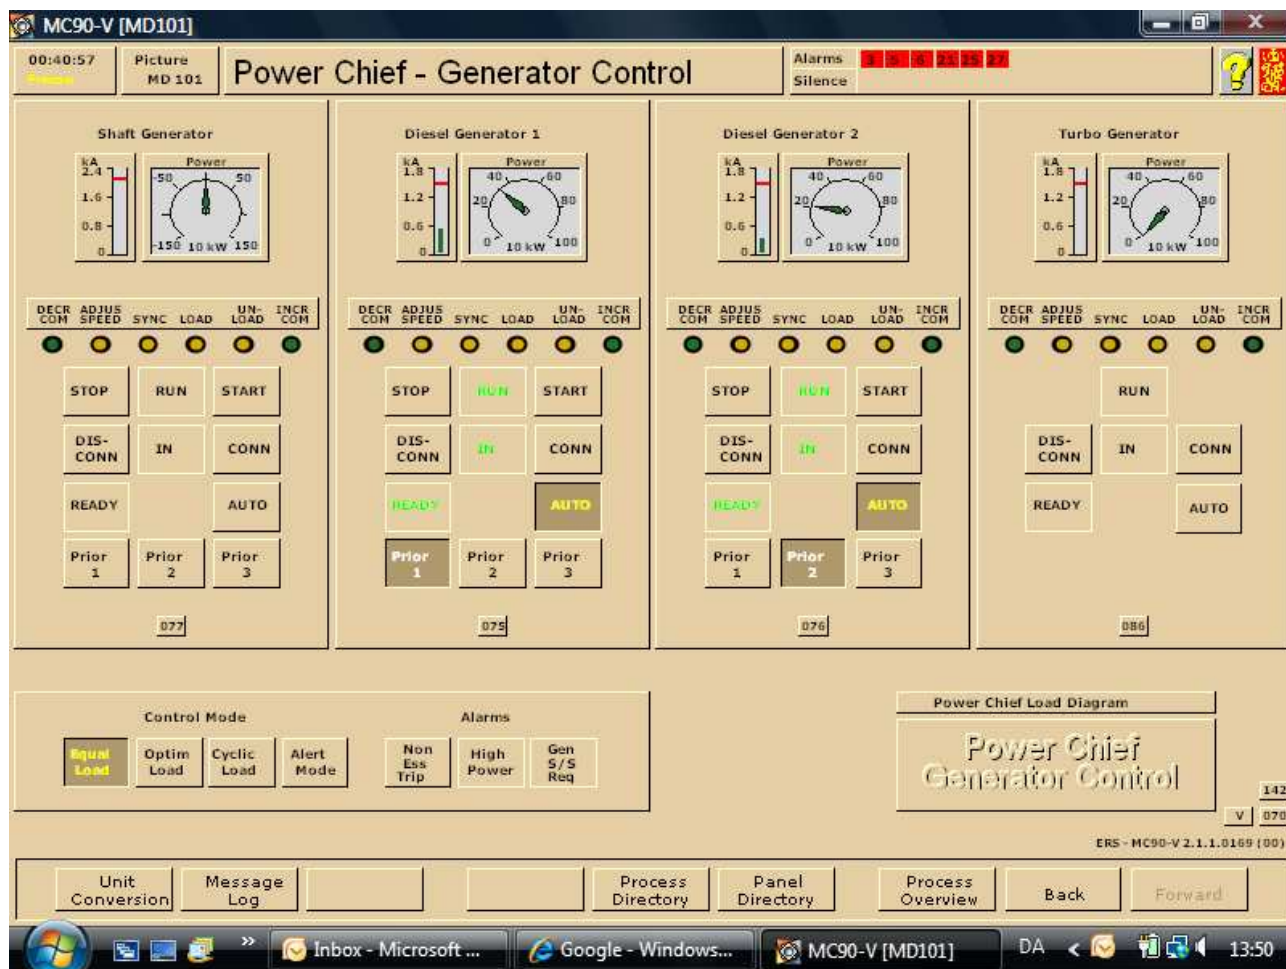 MC90-V [MD101]
00:40:57
Freeze
Picture
MD 101
Power Chief - Generator Control
Alarms 3 5 6 21 25 27
Silence
Shaft Generator
kA
2.4
1.6
0.8
0
Power
-50 50
-150 10 kW 150
DECR COM
ADJUS SPEED
SYNC
LOAD
UN- LOAD
INCR COM
STOP RUN START
DIS-
CONN
IN
CONN
READY AUTO
Prior
1
Prior
2
Prior
3
077
Diesel Generator 1
kA
1.8
1.2
0.6
0
Power
40 60
20 80
0 10 kW 100
DECR COM
ADJUS SPEED
SYNC
LOAD
UN- LOAD
INCR COM
STOP RUN START
DIS-
CONN
IN
CONN
READY AUTO
Prior
1
Prior
2
Prior
3
075
Diesel Generator 2
kA
1.8
1.2
0.6
0
Power
40 60
20 80
0 10 kW 100
DECR COM
ADJUS SPEED
SYNC
LOAD
UN- LOAD
INCR COM
STOP RUN START
DIS-
CONN
IN
CONN
READY AUTO
Prior
1
Prior
2
Prior
3
076
Turbo Generator
kA
1.8
1.2
0.6
0
Power
40 60
20 80
0 10 kW 100
DECR COM
ADJUS SPEED
SYNC
LOAD
UN- LOAD
INCR COM
RUN
DIS-
CONN
IN
CONN
READY AUTO
086
Control Mode
Equal
Load
Optim
Load
Cyclic
Load
Alert
Mode
Alarms
Non
Ess
Trip
High
Power
Gen
S/S
Req
Power Chief Load Diagram
Power Chief
Generator Control
142
V 070
ERS - MC90-V 2.1.1.0169 (00)
Unit
Conversion
Message
Log
Process
Directory
Panel
Directory
Process
Overview
Back
Forward
Inbox - Microsoft ...
Google - Windows...
MC90-V [MD101]
DA
13:50